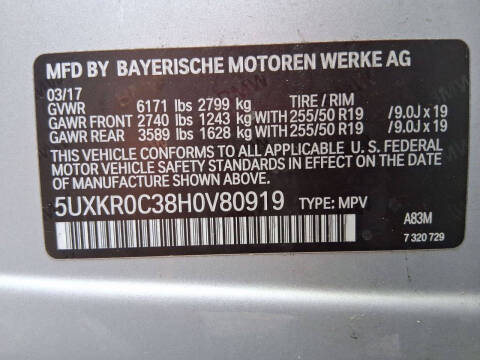 MFD BY BAYERISCHE MOTOREN WERKE AG
03/17
GVWR 6171 lbs 2799 kg TIRE / RIM
GAWR FRONT 2740 lbs 1243 kg WITH 255/50 R19 /9.0J x 19
GAWR REAR 3589 lbs 1628 kg WITH 255/50 R19 /9.0J x 19
THIS VEHICLE CONFORMS TO ALL APPLICABLE U. S. FEDERAL
MOTOR VEHICLE SAFETY STANDARDS IN EFFECT ON THE
DATE OF MANUFACTURE SHOWN ABOVE.
5UXKR0C38H0V80919 TYPE: MPV
A83M
7 320 729